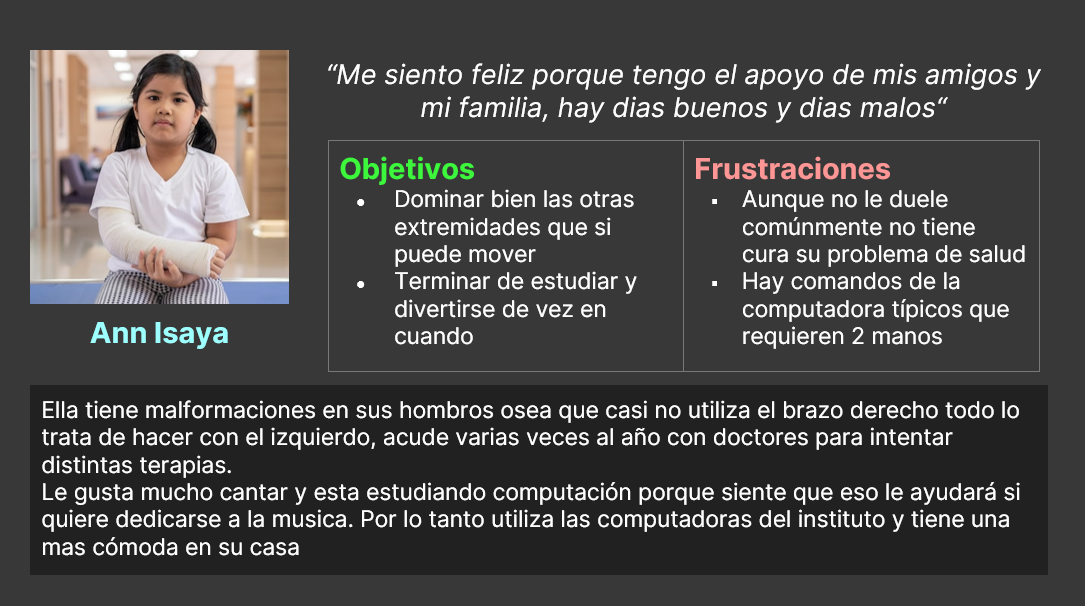 “Me siento feliz porque tengo el apoyo de mis amigos y
mi familia, hay dias buenos y dias malos“
Objetivos
• Dominar bien las otras
extremidades que si
puede mover
• Terminar de estudiar y
divertirse de vez en
cuando
Frustraciones
▪ Aunque no le duele
comúnmente no tiene
cura su problema de salud
▪ Hay comandos de la
computadora típicos que
requieren 2 manos
Ann Isaya
Ella tiene malformaciones en sus hombros osea que casi no utiliza el brazo derecho todo lo
trata de hacer con el izquierdo, acude varias veces al año con doctores para intentar
distintas terapias.
Le gusta mucho cantar y esta estudiando computación porque siente que eso le ayudará si
quiere dedicarse a la musica. Por lo tanto utiliza las computadoras del instituto y tiene una
mas cómoda en su casa